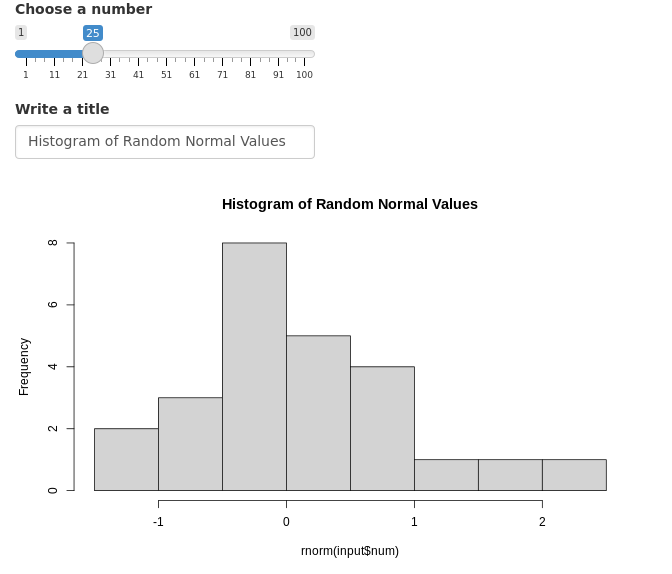 Choose a number
1 25 100
1 11 21 31 41 51 61 71 81 91 100
Write a title
Histogram of Random Normal Values
Histogram of Random Normal Values
8
6
4
2
0
Frequency
-1 0 1 2
rnorm(input$num)